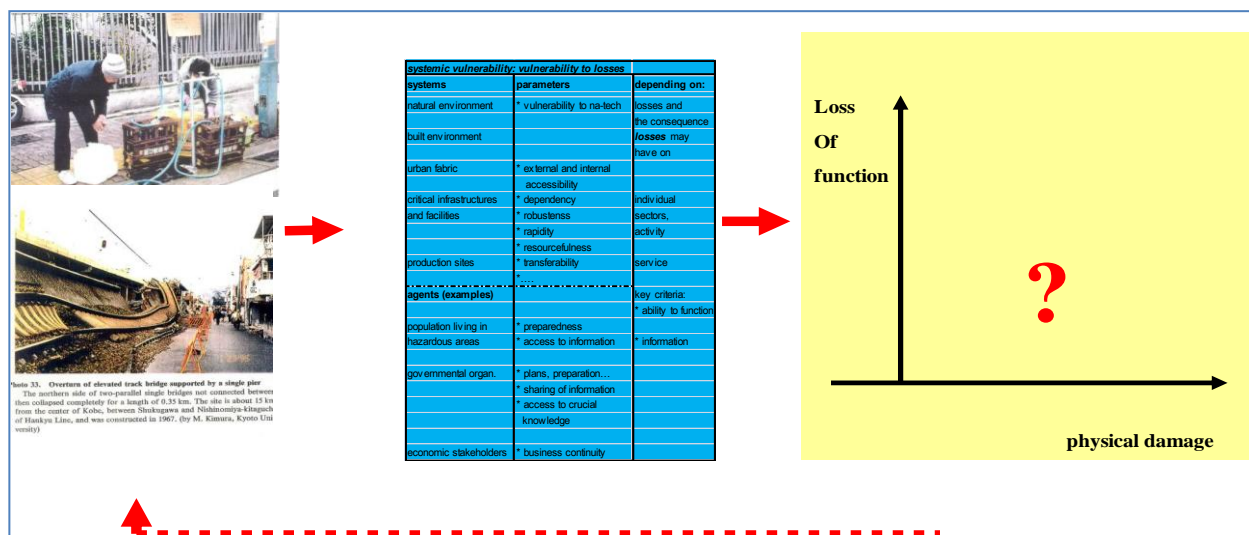 Photo 33. Overturn of elevated track bridge supported by a single pier
The northern side of two-parallel single bridges not connected between
then collapsed completely for a length of 0.35 km. The site is about 15 km
from the center of Kobe, between Shukugawa and Nishinomiya-kitaguch
of Hankyu Line, and was constructed in 1967. (by M. Kimura, Kyoto Uni
versity)
systemic vulnerability: vulnerability to losses
systems parameters depending on:
natural environment * vulnerability to na-tech losses and
the consequence
built environment losses may
have on
urban fabric * external and internal
accessibility
critical infrastructures * dependency individual
and facilities * robustenss sectors,
* rapidity activity
* resourcefulness
production sites * transferability service
*....
agents (examples) key criteria:
* ability to function
population living in * preparedness
hazardous areas * access to information * information
governmental organ. * plans, preparation...
* sharing of information
* access to crucial
knowledge
economic stakeholders * business continuity
Loss
Of
function
?
physical damage